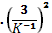 . (3/K⁻¹)²